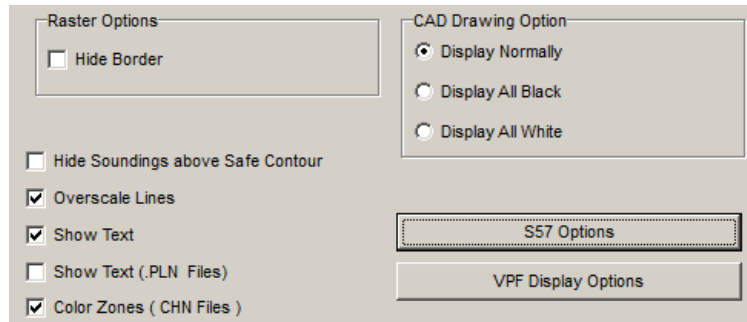 Raster Options
Hide Border
CAD Drawing Option
Display Normally
Display All Black
Display All White
Hide Soundings above Safe Contour
Overscale Lines
Show Text
Show Text (.PLN  Files)
Color Zones ( CHN Files )
S57 Options
VPF Display Options